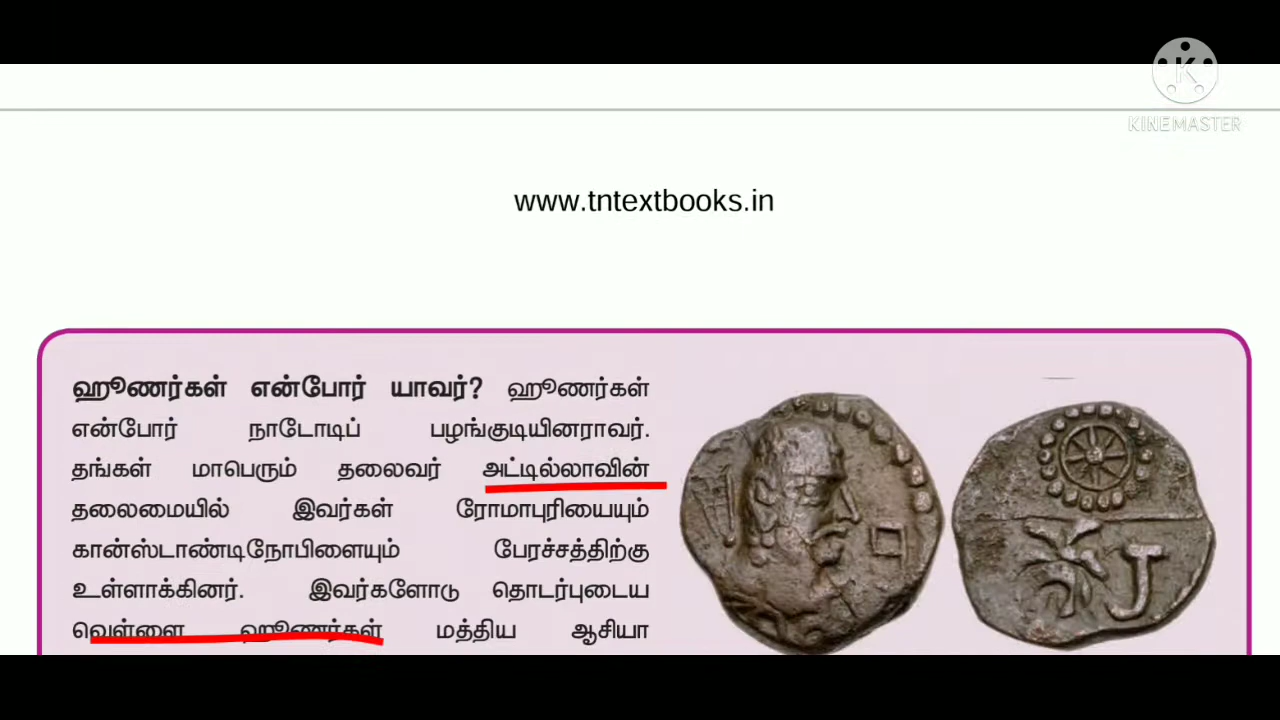 KINEMASTER
www.tntextbooks.in
ஹூணர்கள் என்போர் யாவர்? ஹூணர்கள்
என்போர் நாடோடிப் பழங்குடியினராவர்.
தங்கள் மாபெரும் தலைவர் அட்டில்லாவின்
தலைமையில் இவர்கள் ரோமாபுரியையும்
கான்ஸ்டாண்டிநோபிளையும் பேரச்சத்திற்கு
உள்ளாக்கினர். இவர்களோடு தொடர்புடைய
வெள்ளை ஹூணர்கள் மத்திய ஆசியா